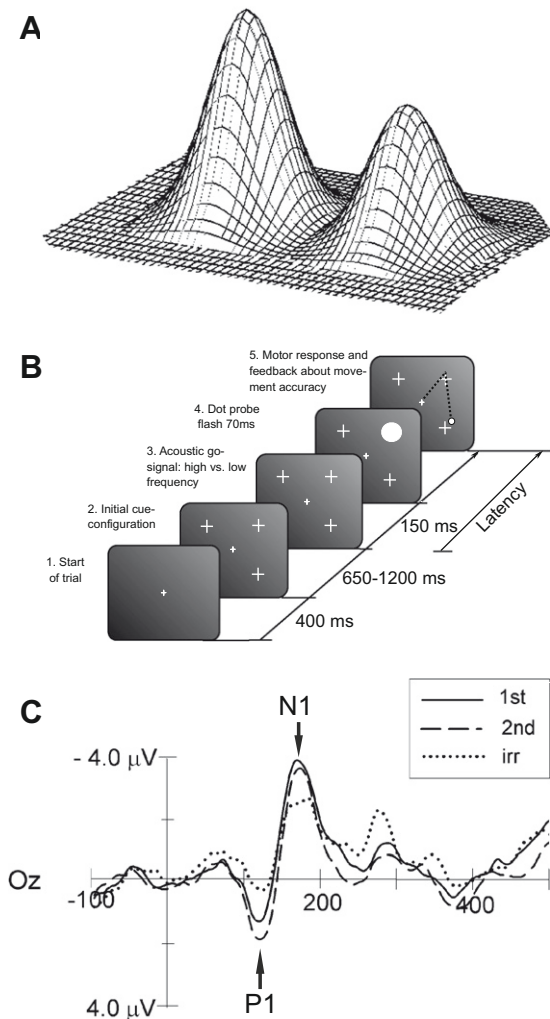 A
B
5. Motor response and
feedback about move-
ment accuracy
4. Dot probe
flash 70ms
3. Acoustic go-
signal: high vs. low
frequency
2. Initial cue-
configuration
1. Start
of trial
Latency
150 ms
650-1200 ms
400 ms
C
N1
1st
2nd
irr
- 4.0 µV
Oz
-100
200
400
4.0 µV
P1